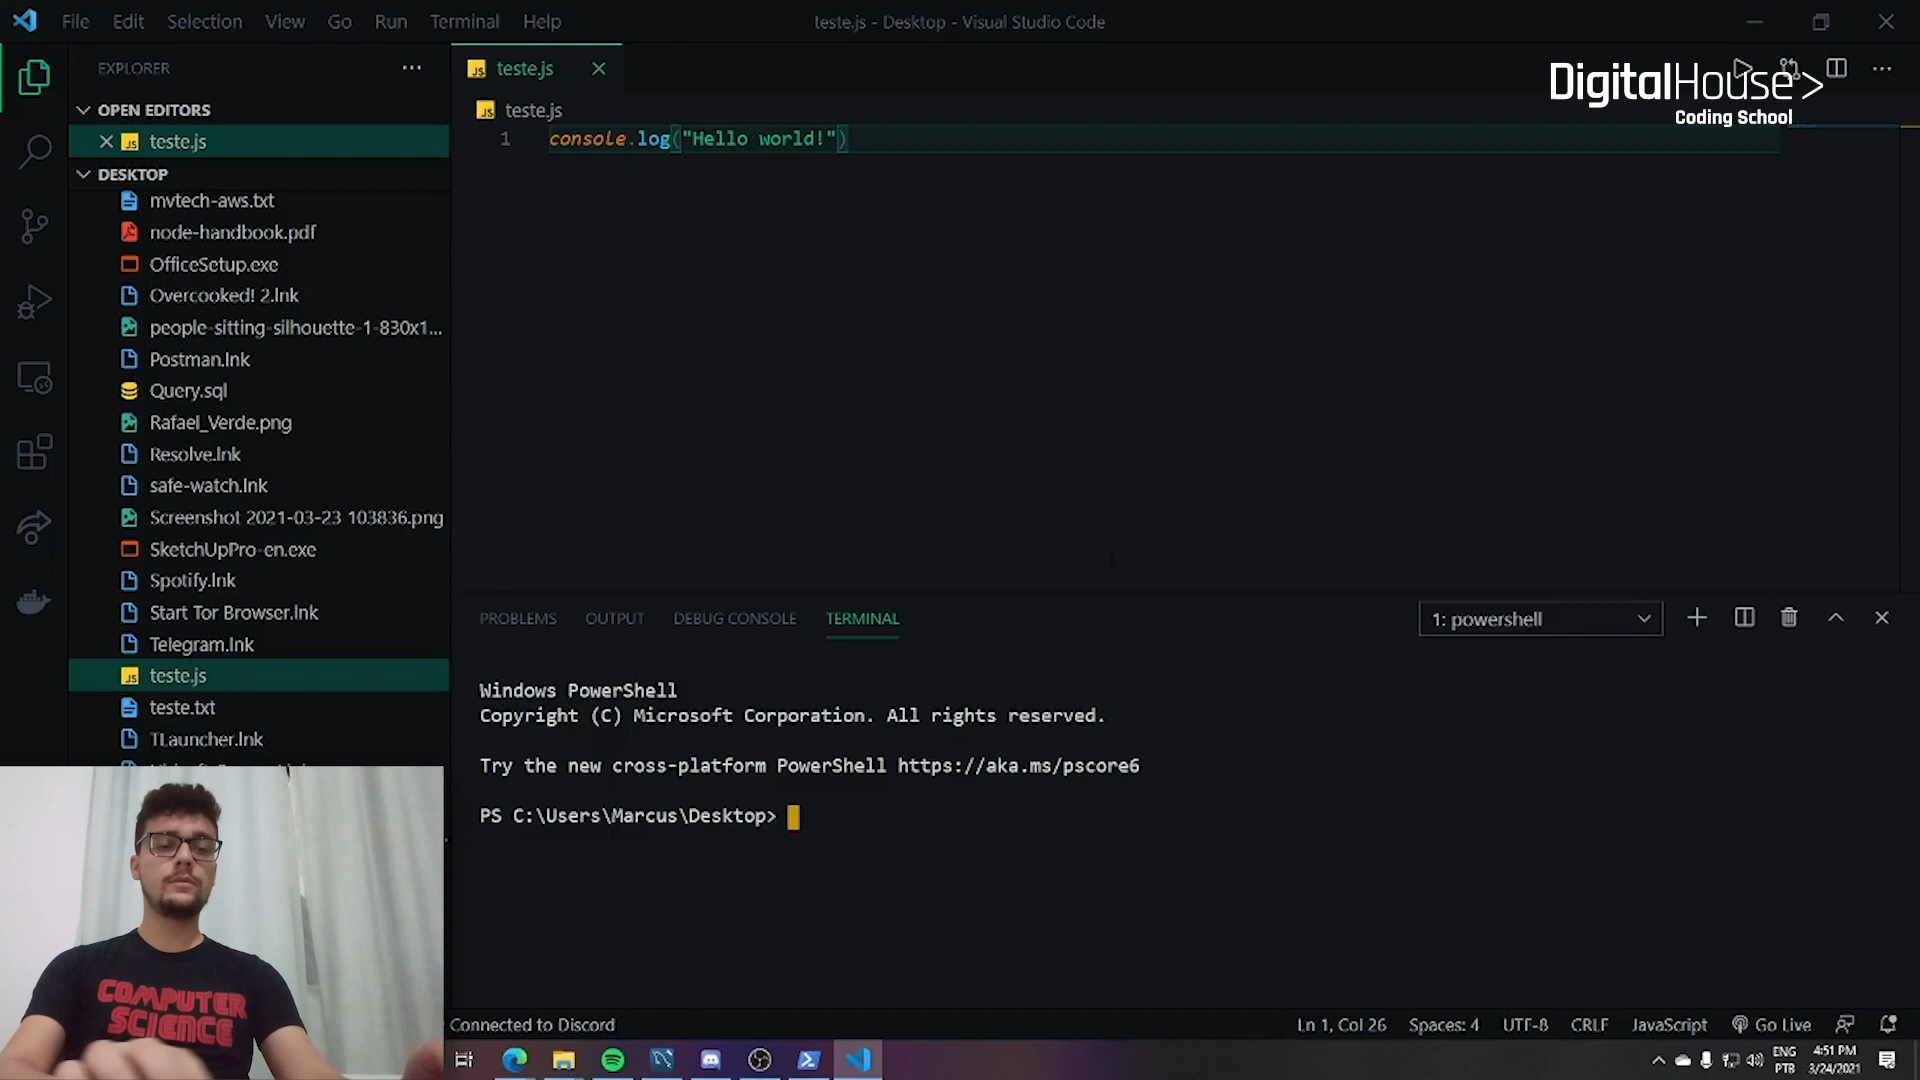 File Edit Selection View Go Run Terminal Help
teste.js - Desktop - Visual Studio Code
EXPLORER
OPEN EDITORS
teste.js
DESKTOP
mvtech-aws.txt
node-handbook.pdf
OfficeSetup.exe
Overcooked! 2.lnk
people-sitting-silhouette-1-830x1...
Postman.lnk
Query.sql
Rafael_Verde.png
Resolve.lnk
safe-watch.lnk
Screenshot 2021-03-23 103836.png
SketchUpPro-en.exe
Spotify.lnk
Start Tor Browser.lnk
Telegram.lnk
teste.js
teste.txt
TLauncher.lnk
teste.js
DigitalHouse>
Coding School
teste.js
1 console.log("Hello world!")
PROBLEMS OUTPUT DEBUG CONSOLE TERMINAL
1: powershell
Windows PowerShell
Copyright (C) Microsoft Corporation. All rights reserved.
Try the new cross-platform PowerShell https://aka.ms/pscore6
PS C:\Users\Marcus\Desktop>
COMPUTER
SCIENCE
Connected to Discord
Ln 1, Col 26 Spaces: 4 UTF-8 CRLF JavaScript Go Live
ENG
PTB
4:51 PM
3/24/2021